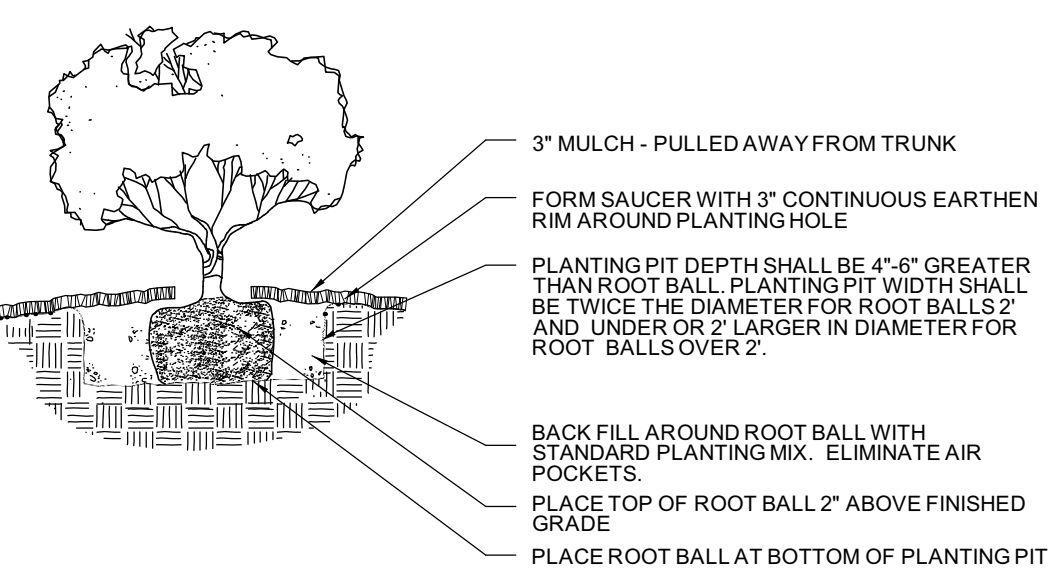 3" MULCH - PULLED AWAY FROM TRUNK
FORM SAUCER WITH 3" CONTINUOUS EARTHEN
RIM AROUND PLANTING HOLE
PLANTING PIT DEPTH SHALL BE 4"-6" GREATER
THAN ROOT BALL. PLANTING PIT WIDTH SHALL
BE TWICE THE DIAMETER FOR ROOT BALLS 2'
AND UNDER OR 2' LARGER IN DIAMETER FOR
ROOT BALLS OVER 2'.
BACK FILL AROUND ROOT BALL WITH
STANDARD PLANTING MIX. ELIMINATE AIR
POCKETS.
PLACE TOP OF ROOT BALL 2" ABOVE FINISHED
GRADE
PLACE ROOT BALL AT BOTTOM OF PLANTING PIT